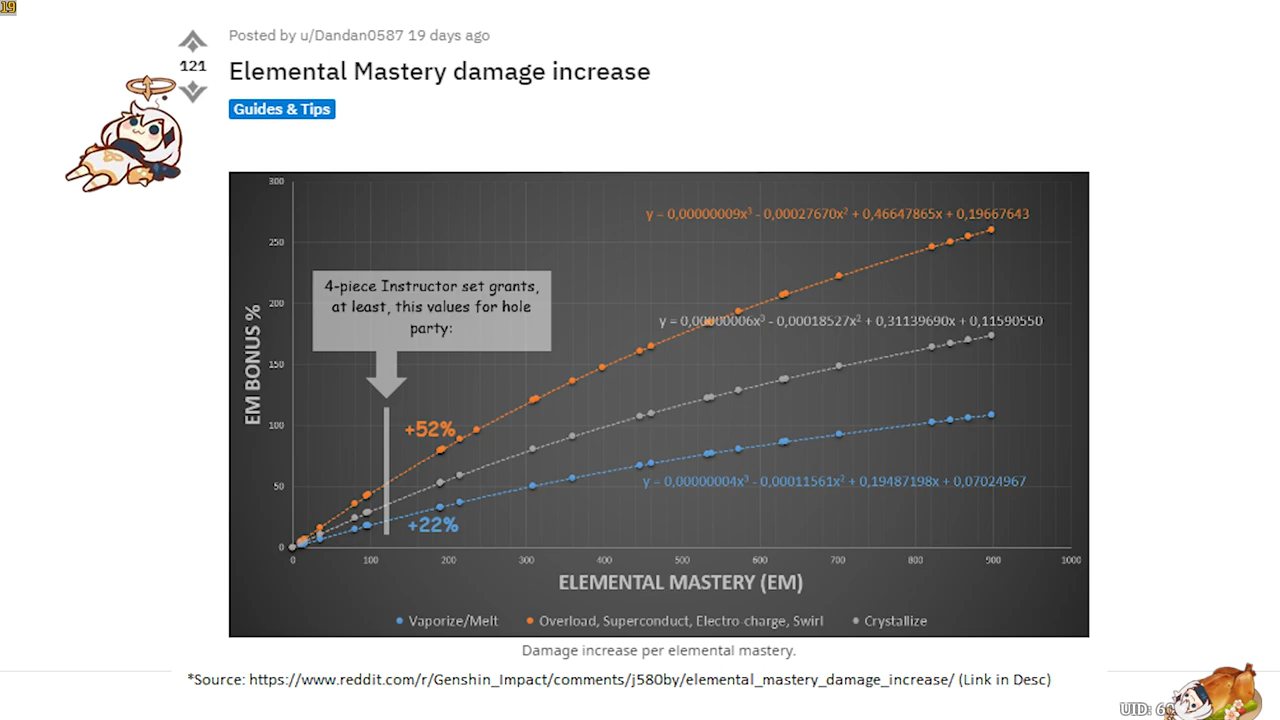 19
Posted by u/Dandan0587 19 days ago
121
Elemental Mastery damage increase
Guides & Tips
300
y = 0,00000009x³ - 0,00027670x² + 0,46647865x + 0,19667643
250
4-piece Instructor set grants,
at least, this values for hole
party:
200
y = 0,00000006x³ - 0,00018527x² + 0,31139690x + 0,11590550
EM BONUS %
150
100
+52%
50
y = 0,00000004x³ - 0,00011561x² + 0,19487198x + 0,07024967
+22%
0
0 100 200 300 400 500 600 700 800 900 1000
ELEMENTAL MASTERY (EM)
Vaporize/Melt Overload, Superconduct, Electro-charge, Swirl Crystallize
Damage increase per elemental mastery.
*Source: https://www.reddit.com/r/Genshin_Impact/comments/j580by/elemental_mastery_damage_increase/ (Link in Desc)
UID: